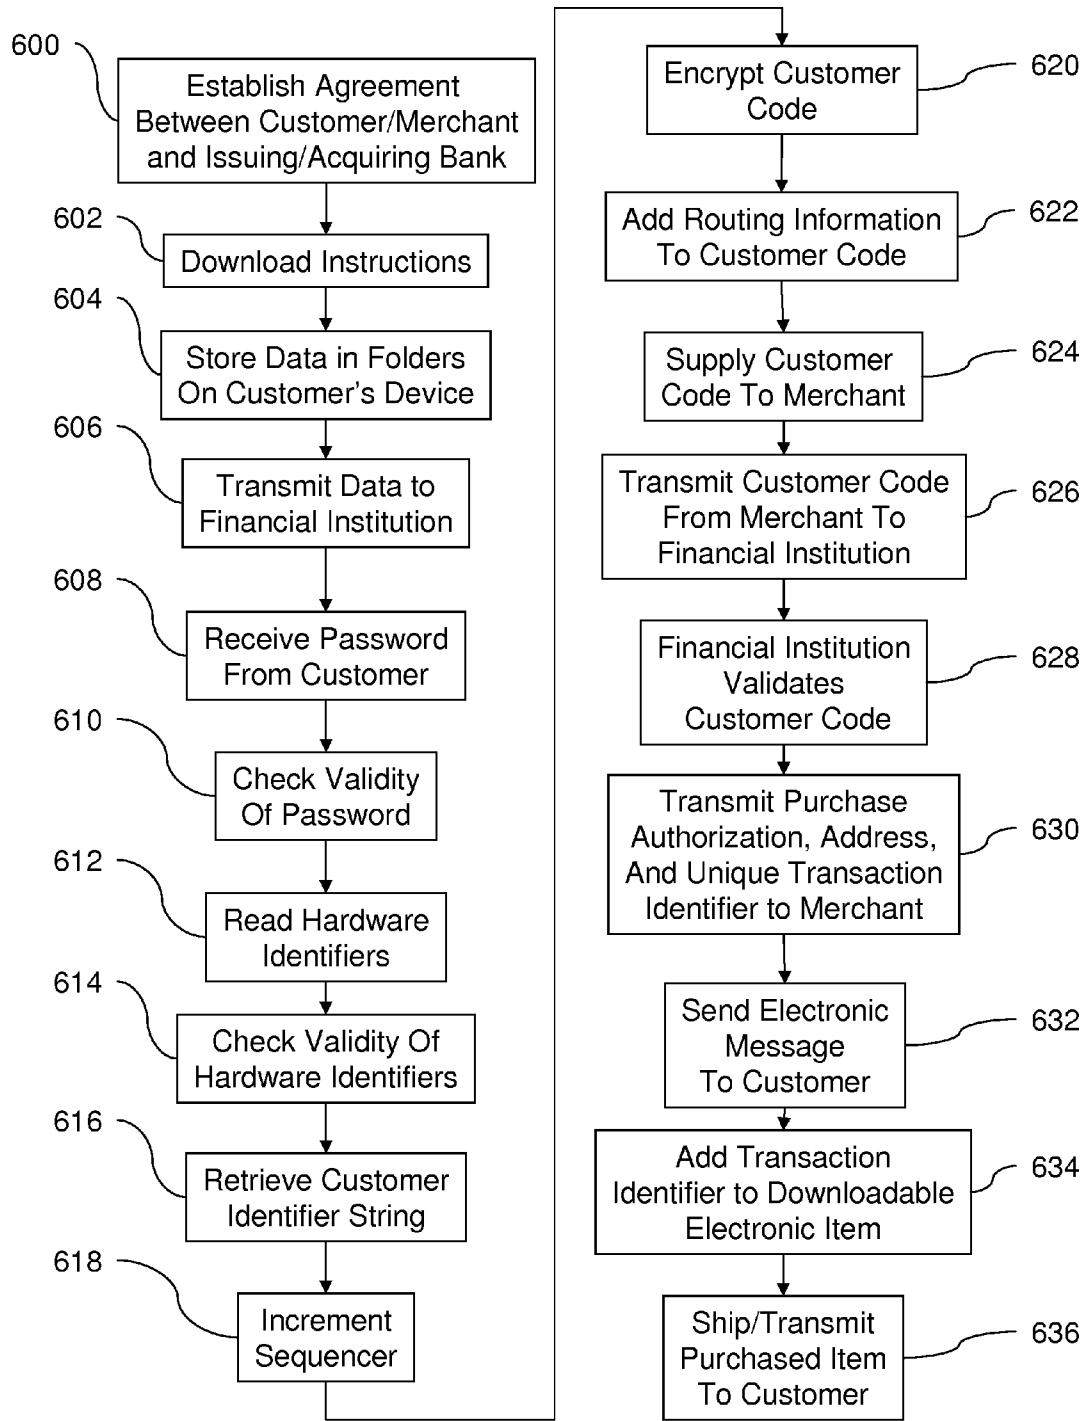 600
Establish Agreement
Between Customer/Merchant
and Issuing/Acquiring Bank
602
Download Instructions
604
Store Data in Folders
On Customer's Device
606
Transmit Data to
Financial Institution
608
Receive Password
From Customer
610
Check Validity
Of Password
612
Read Hardware
Identifiers
614
Check Validity Of
Hardware Identifiers
616
Retrieve Customer
Identifier String
618
Increment
Sequencer
620
Encrypt Customer
Code
622
Add Routing Information
To Customer Code
624
Supply Customer
Code To Merchant
626
Transmit Customer Code
From Merchant To
Financial Institution
628
Financial Institution
Validates
Customer Code
630
Transmit Purchase
Authorization, Address,
And Unique Transaction
Identifier to Merchant
632
Send Electronic
Message
To Customer
634
Add Transaction
Identifier to Downloadable
Electronic Item
636
Ship/Transmit
Purchased Item
To Customer